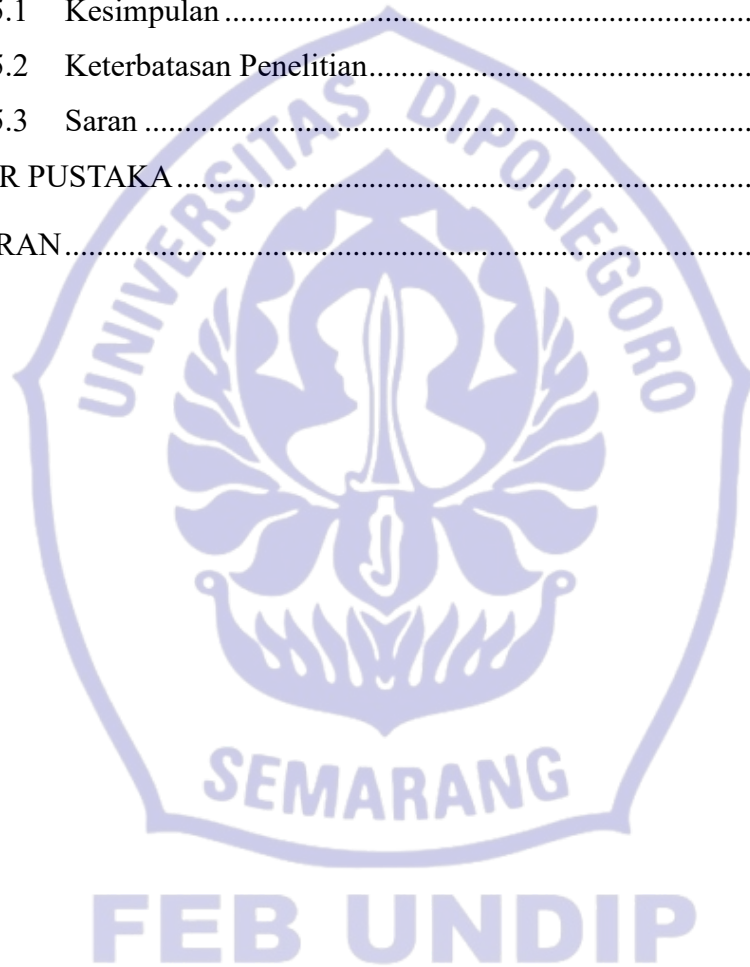 5.1 Kesimpulan ........................................................................
5.2 Keterbatasan Penelitian.....................................................
5.3 Saran ................................................................................
R PUSTAKA .............................................................................
RAN...........................................................................................
UNIVERSITAS DIPONEGORO
SEMARANG
FEB UNDIP